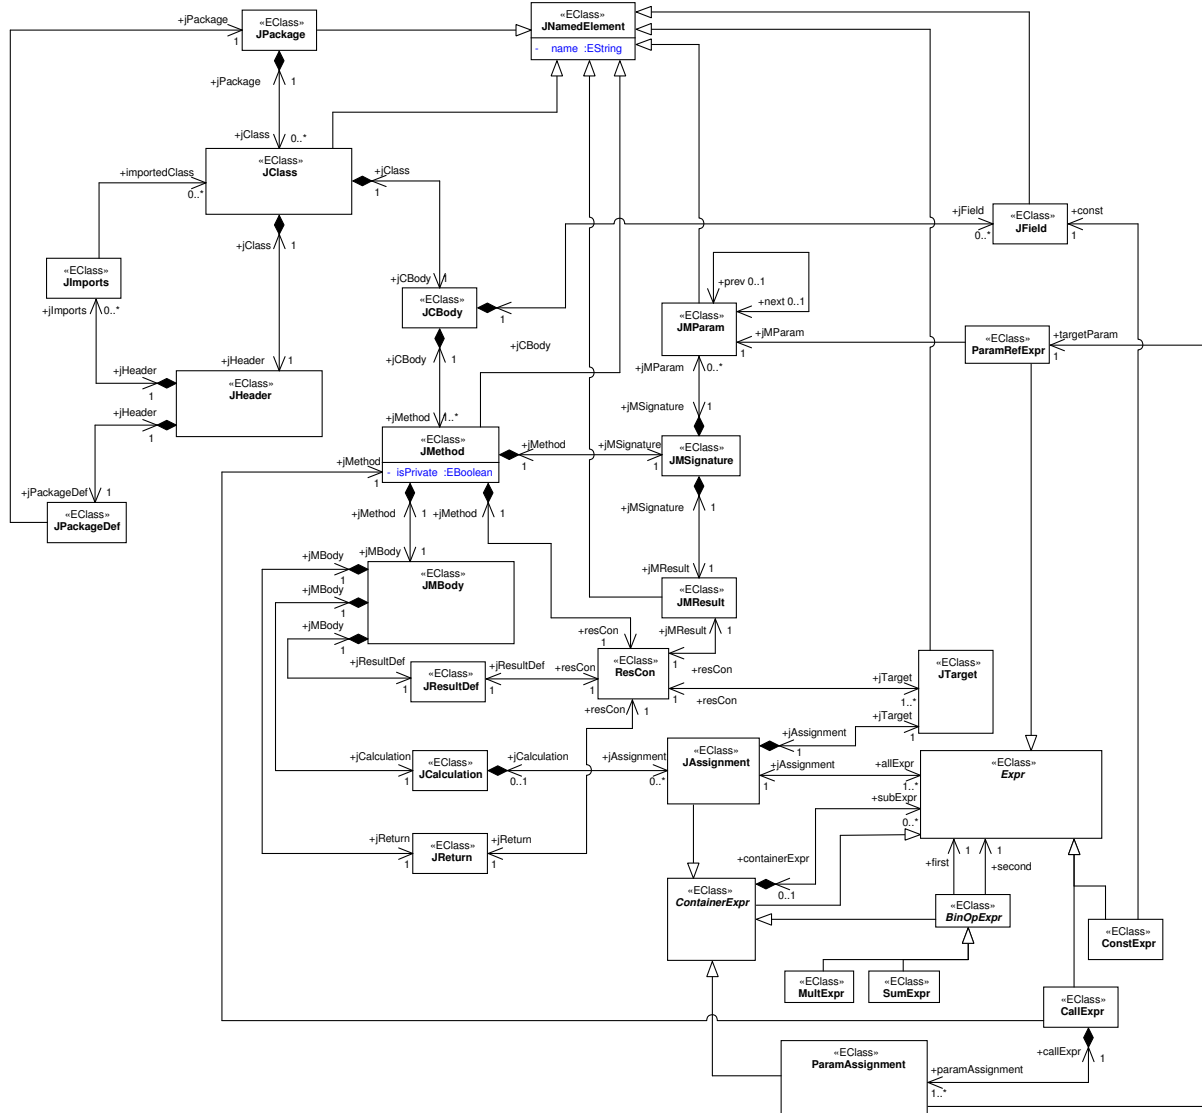 «EClass»
JNamedElement
- name :EString
+jPackage
1
«EClass»
JPackage
+jPackage
1
+jClass
0..*
«EClass»
JClass
+importedClass
0..*
+jClass
1
+jClass
1
+jField
0..*
«EClass»
JField
+const
1
«EClass»
JImports
+jImports
0..*
+jCBody
1
«EClass»
JCBody
1
+jCBody
+prev 0..1
+next 0..1
«EClass»
JMParam
+jMParam
1
«EClass»
ParamRefExpr
+targetParam
1
+jCBody
1
+jMParam
0..*
+jHeader
1
+jHeader
1
«EClass»
JHeader
+jHeader
1
+jMethod
1..*
+jMSignature
1
«EClass»
JMethod
- isPrivate :EBoolean
+jMethod
1
+jMethod
1
+jMSignature
1
«EClass»
JMSignature
+jPackageDef
1
«EClass»
JPackageDef
+jMethod
1
+jMethod
1
+jMSignature
1
+jMBody
1
+jMBody
1
+jMBody
1
+jMBody
1
«EClass»
JMBody
+jMResult
1
«EClass»
JMResult
+resCon
1
+jMResult
1
+jResultDef
1
«EClass»
JResultDef
+jResultDef
1
+resCon
1
«EClass»
ResCon
1
+resCon
+resCon
1
+resCon
1
+jTarget
1..*
«EClass»
JTarget
+jTarget
1
+jCalculation
1
«EClass»
JCalculation
+jCalculation
0..1
+jAssignment
0..*
«EClass»
JAssignment
+jAssignment
1
+jAssignment
1
+allExpr
1..*
«EClass»
Expr
+subExpr
0..*
+jReturn
1
«EClass»
JReturn
+jReturn
1
+containerExpr
0..1
«EClass»
ContainerExpr
+first
1
1
+second
«EClass»
BinOpExpr
«EClass»
ConstExpr
«EClass»
MultExpr
«EClass»
SumExpr
«EClass»
CallExpr
+callExpr
1
«EClass»
ParamAssignment
+paramAssignment
1..*